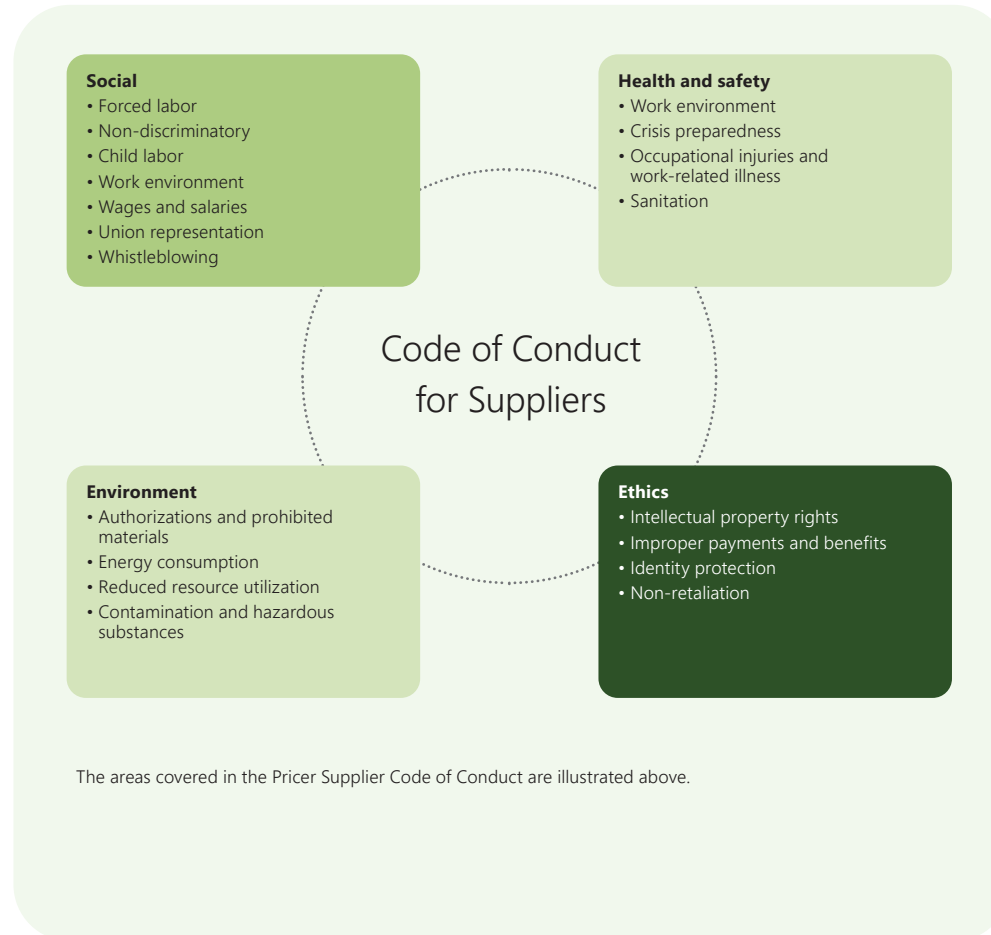 Social
• Forced labor
• Non-discriminatory
• Child labor
• Work environment
• Wages and salaries
• Union representation
• Whistleblowing
Health and safety
• Work environment
• Crisis preparedness
• Occupational injuries and
work-related illness
• Sanitation
Code of Conduct
for Suppliers
Environment
• Authorizations and prohibited
materials
• Energy consumption
• Reduced resource utilization
• Contamination and hazardous
substances
Ethics
• Intellectual property rights
• Improper payments and benefits
• Identity protection
• Non-retaliation
The areas covered in the Pricer Supplier Code of Conduct are illustrated above.